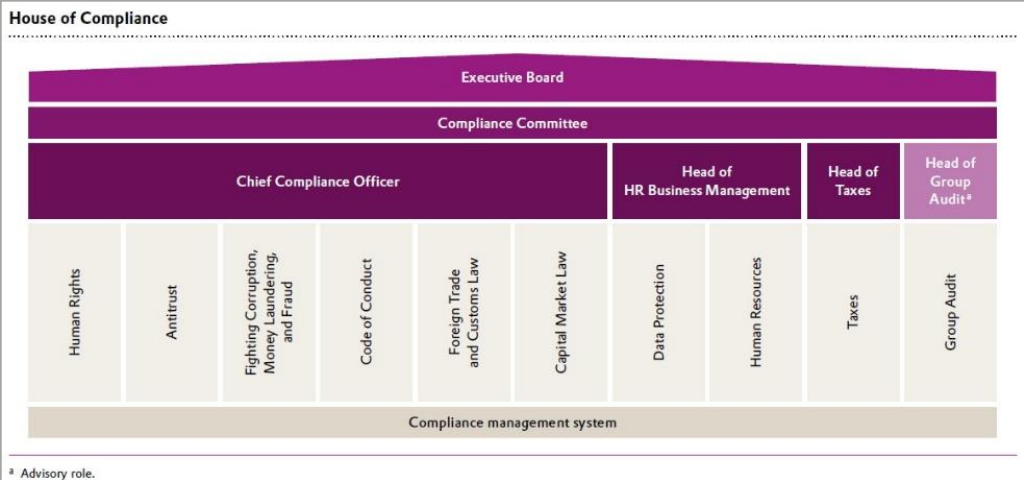 House of Compliance
Executive Board
Compliance Committee
Chief Compliance Officer
Head of
HR Business Management
Head of
Taxes
Head of
Group
Auditᵃ
Human Rights
Antitrust
Fighting Corruption,
Money Laundering,
and Fraud
Code of Conduct
Foreign Trade
and Customs Law
Capital Market Law
Data Protection
Human Resources
Taxes
Group Audit
Compliance management system
ᵃ Advisory role.